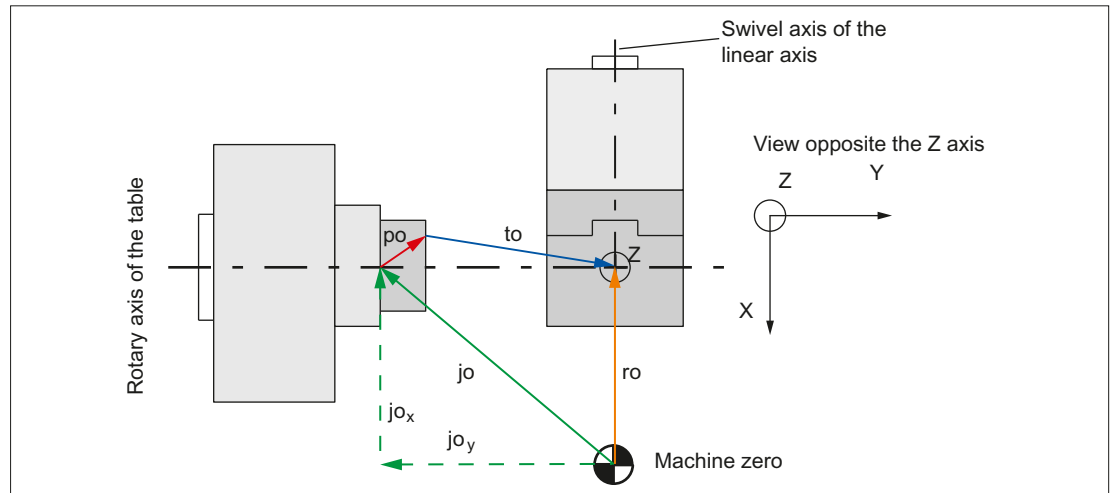 Swivel axis of the
linear axis
View opposite the Z axis
Z
Y
X
Rotary axis of the table
po
to
Z
jo
ro
jox
joy
Machine zero